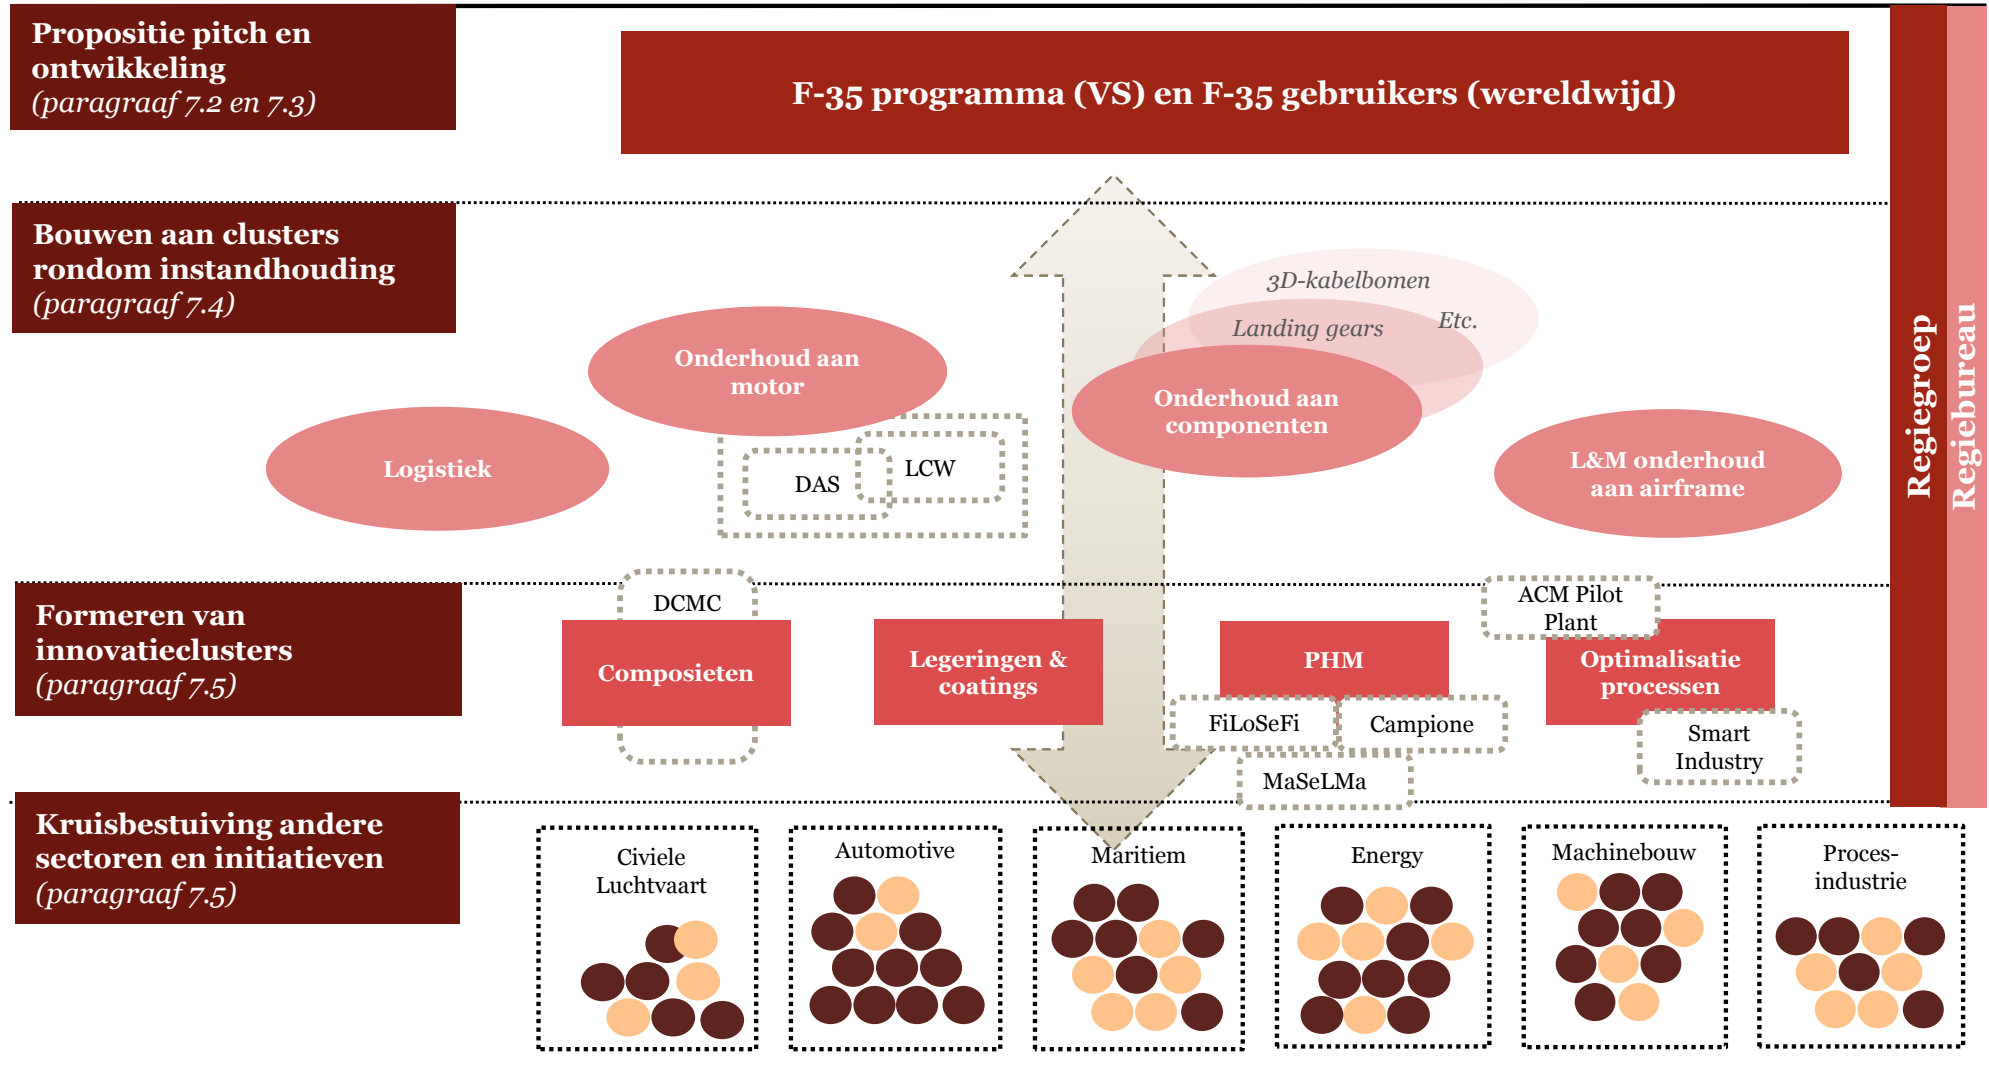 Propositie pitch en
ontwikkeling
(paragraaf 7.2 en 7.3)
F-35 programma (VS) en F-35 gebruikers (wereldwijd)
Regiegroep
Regiebureau
Bouwen aan clusters
rondom instandhouding
(paragraaf 7.4)
3D-kabelbomen
Landing gears
Etc.
Onderhoud aan
motor
Onderhoud aan
componenten
Logistiek
DAS
LCW
L&M onderhoud
aan airframe
Formeren van
innovatieclusters
(paragraaf 7.5)
DCMC
Composieten
Legeringen &
coatings
PHM
FiLoSeFi
Campione
MaSeLMa
ACM Pilot
Plant
Optimalisatie
processen
Smart
Industry
Kruisbestuiving andere
sectoren en initiatieven
(paragraaf 7.5)
Civiele
Luchtvaart
Automotive
Maritiem
Energy
Machinebouw
Proces-
industrie